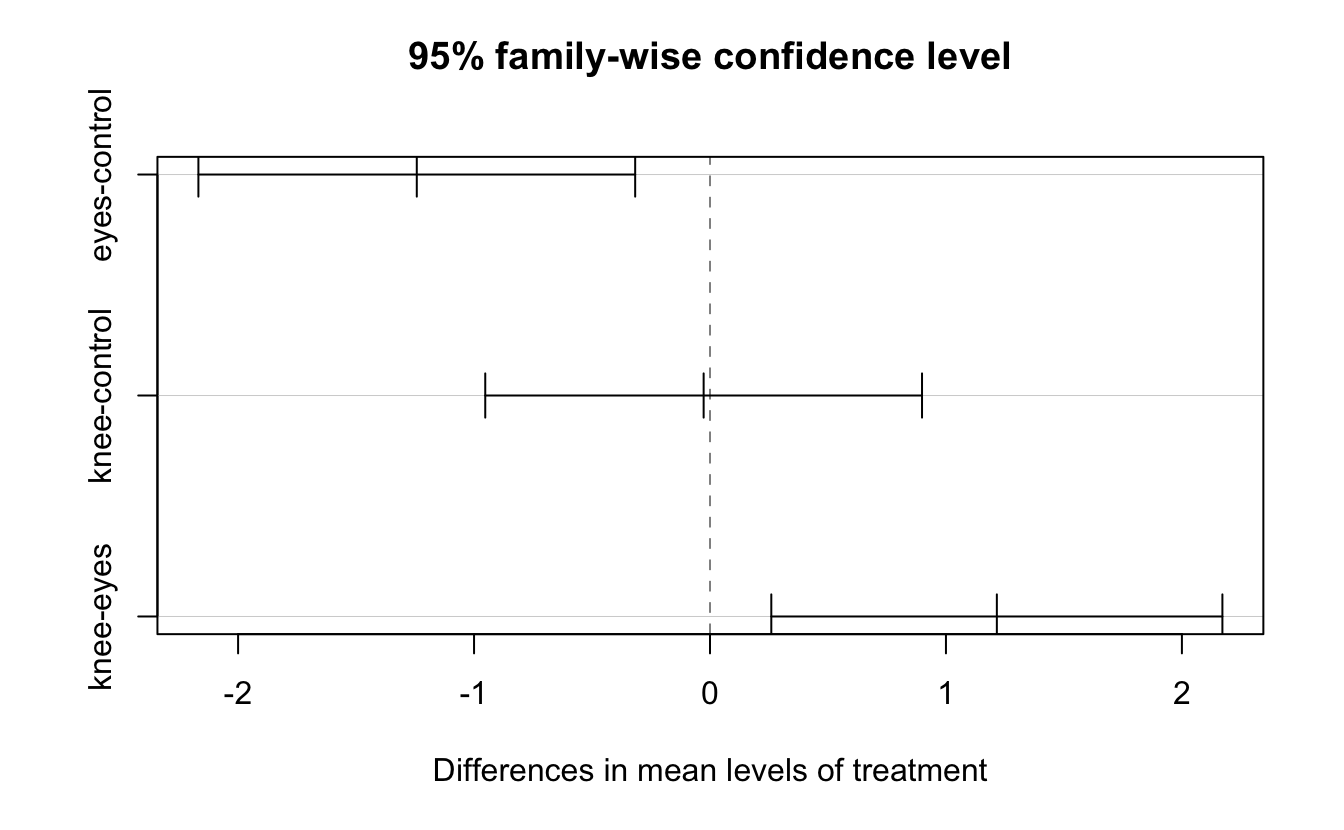 95% family-wise confidence level
eyes-control
knee-control
knee-eyes
-2 -1 0 1 2
Differences in mean levels of treatment